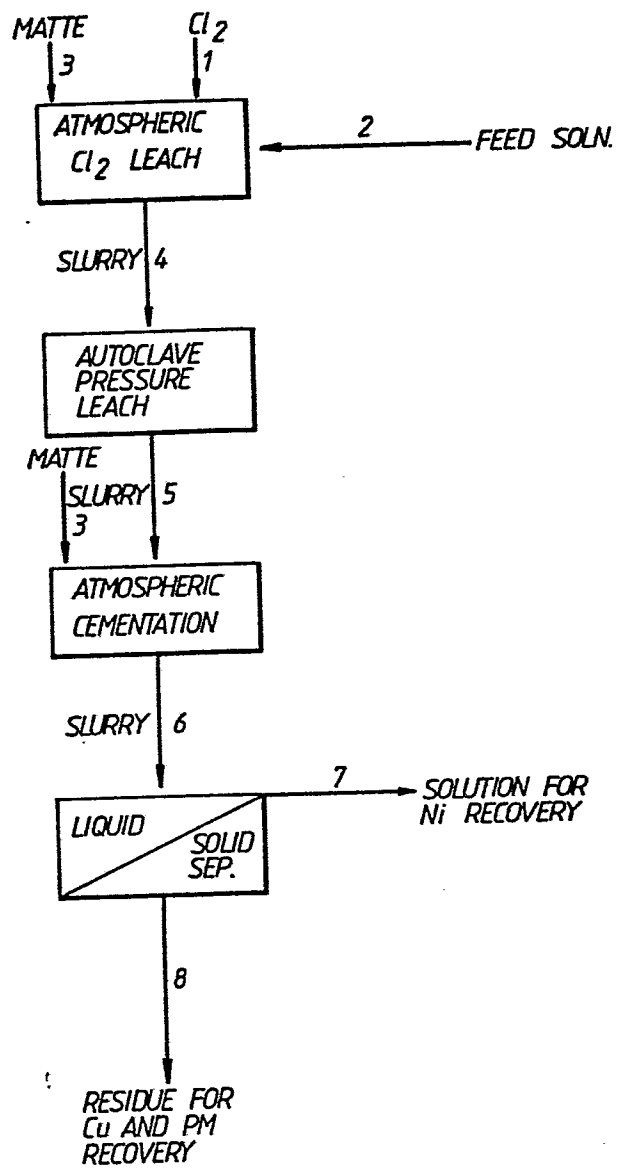 MATTE
Cl2
3
1
ATMOSPHERIC
Cl2 LEACH
2
FEED SOLN.
SLURRY 4
AUTOCLAVE
PRESSURE
LEACH
MATTE
SLURRY 5
3
ATMOSPHERIC
CEMENTATION
SLURRY 6
7
SOLUTION FOR
Ni RECOVERY
LIQUID
SOLID
SEP.
8
RESIDUE FOR
Cu AND PM
RECOVERY